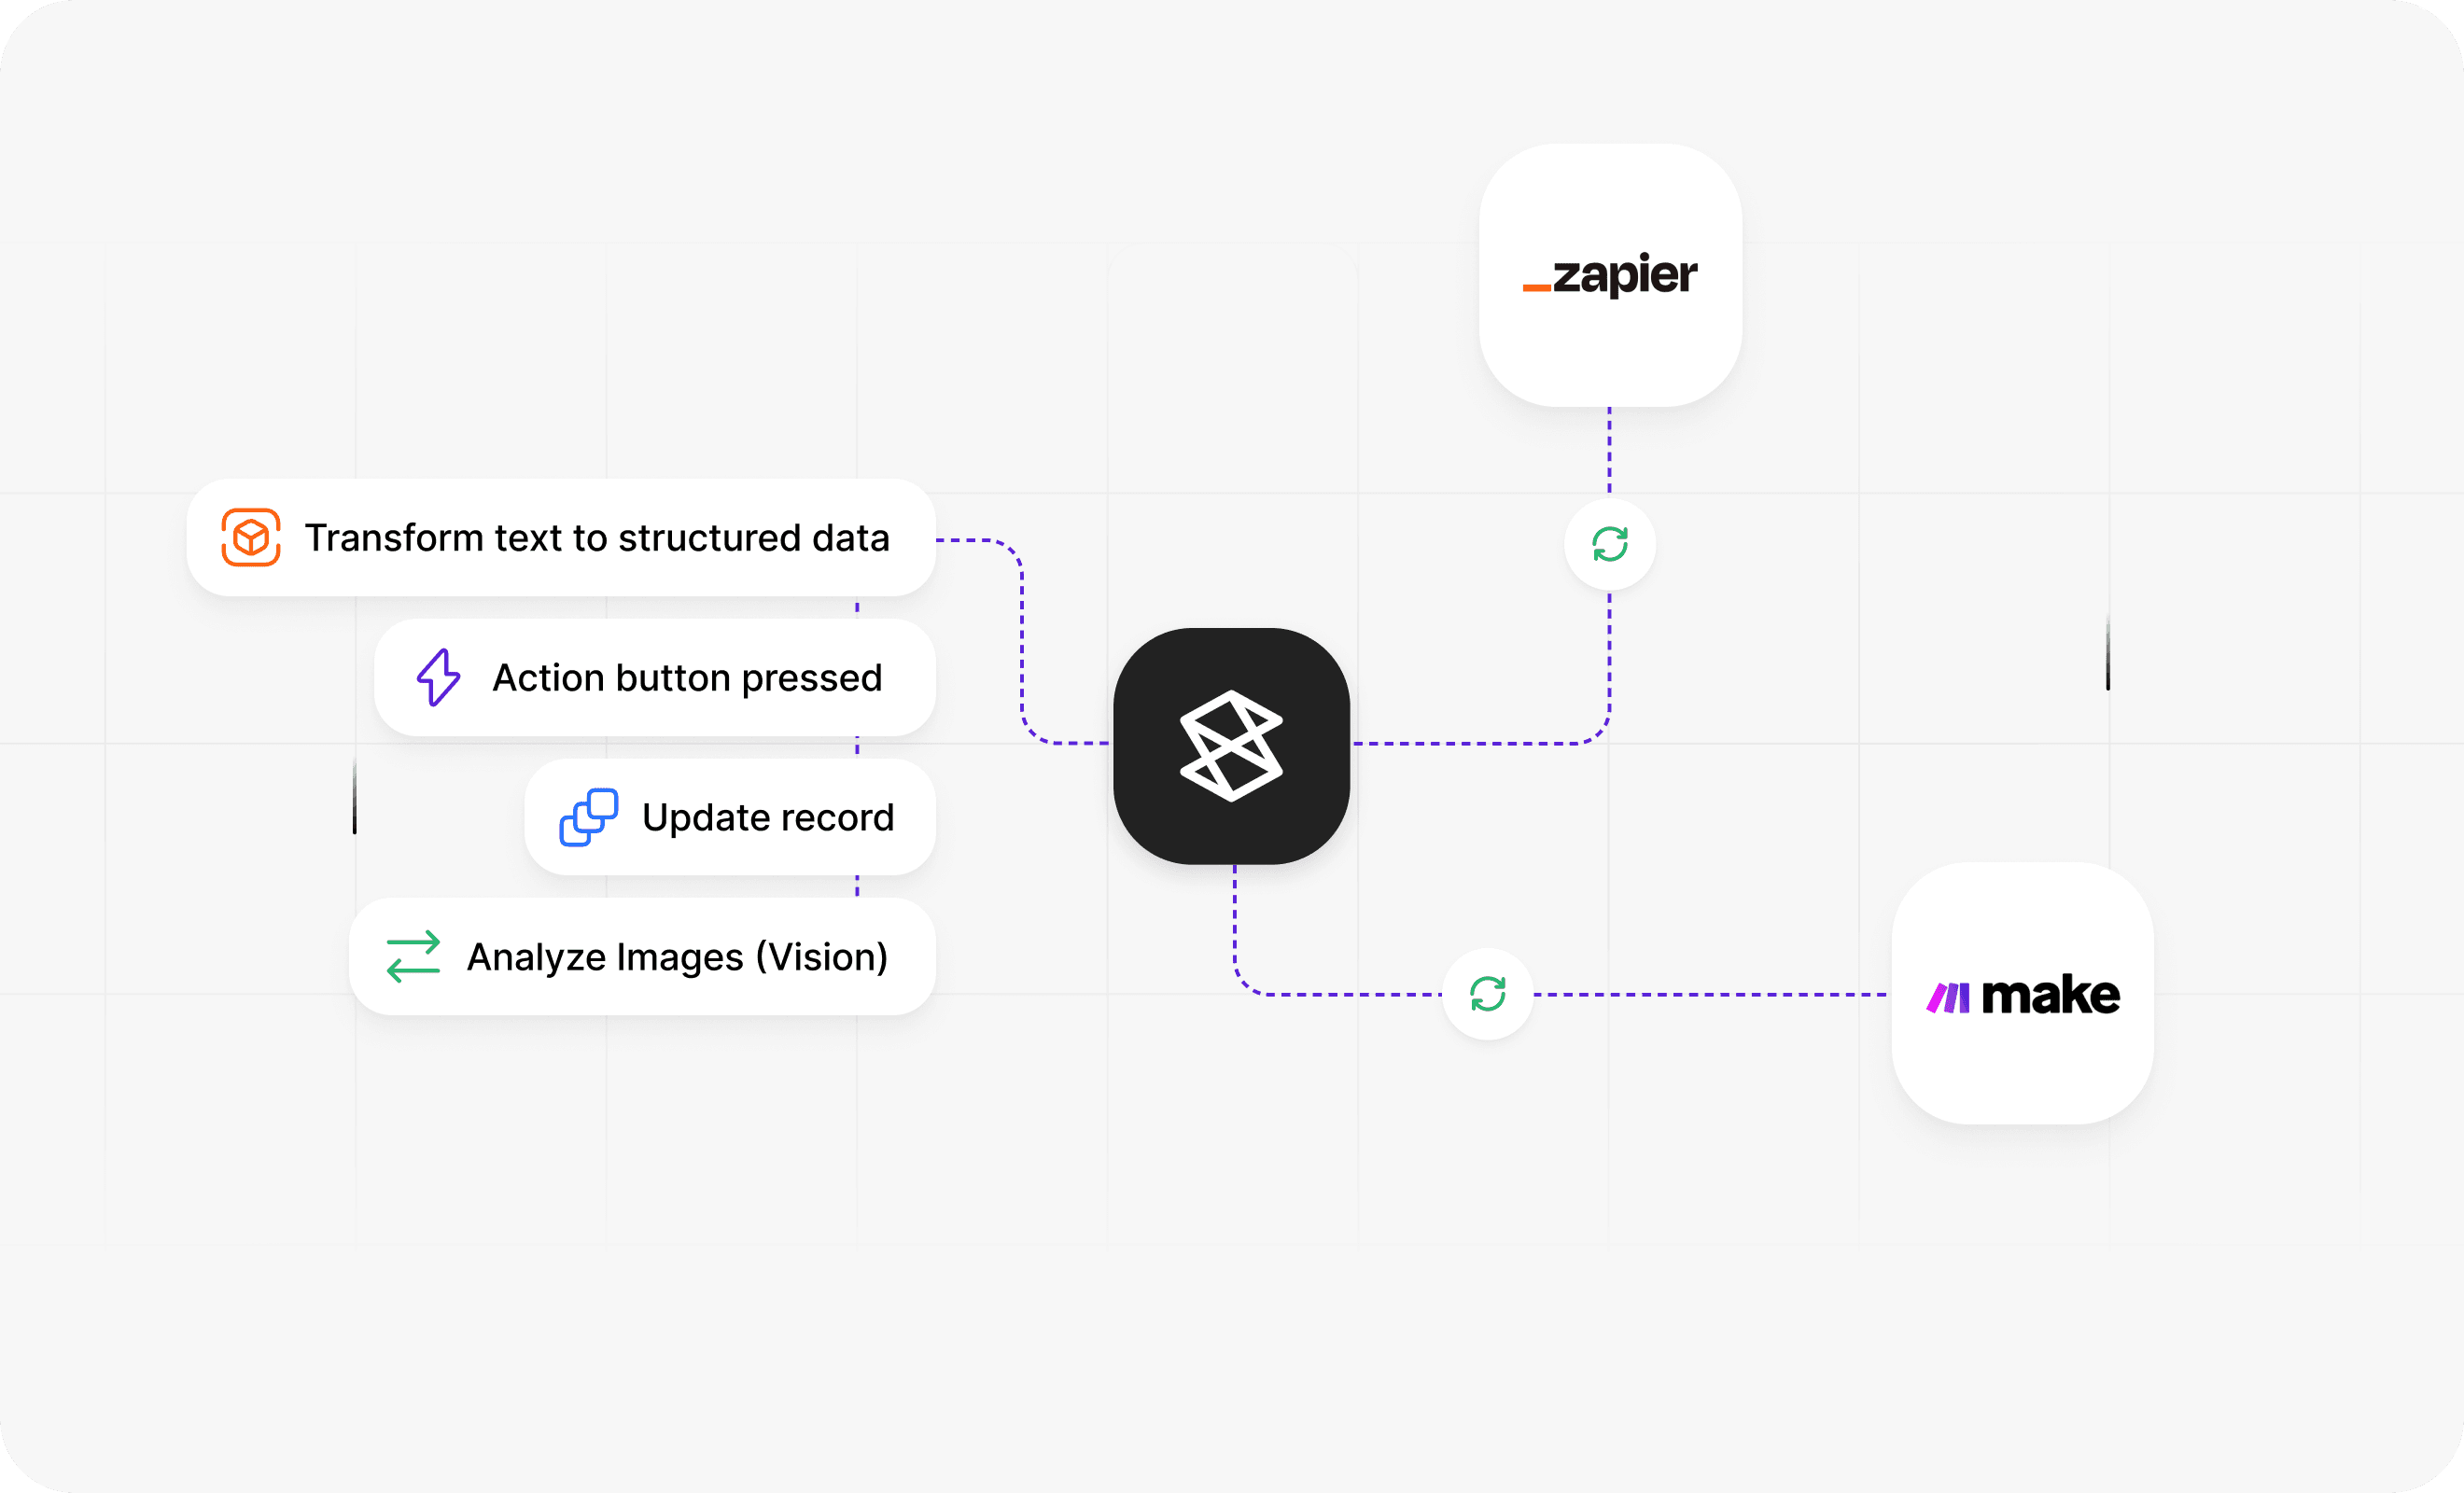 zapier
Transform text to structured data
Action button pressed
Update record
Analyze Images (Vision)
make